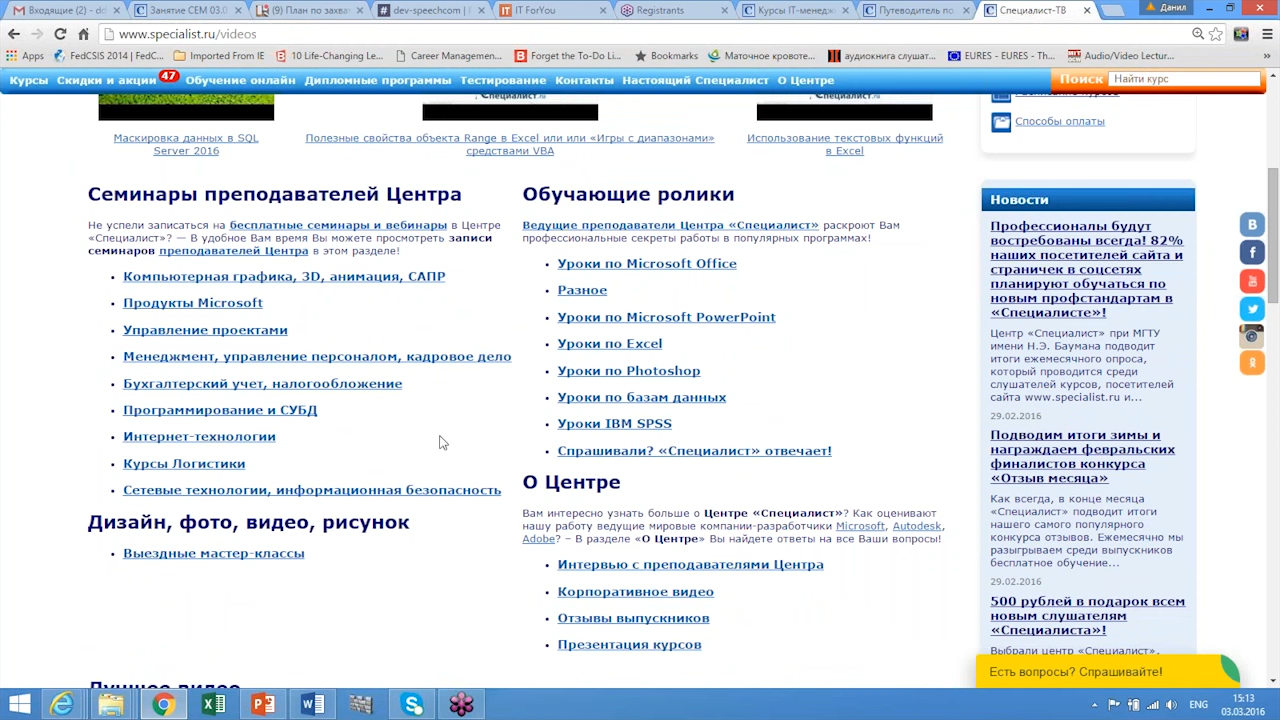 Входящие (2) - d
Занятие CEM 03.0
(9) План по захват
dev-speechcom | F
IT ForYou
Registrants
Курсы IT-менедж
Путеводитель по
Специалист-ТВ
Данил
www.specialist.ru/videos
Apps
FedCSIS 2014 | FedC...
Imported From IE
10 Life-Changing Le...
Career Managemen...
Forget the To-Do Li...
Bookmarks
Маточное кровоте...
аудиокнига слушат...
EURES - EURES - Th...
Audio/Video Lectur...
»
Курсы Скидки и акции 47 Обучение онлайн Дипломные программы Тестирование Контакты Настоящий Специалист О Центре
Поиск Найти курс
Специалист.ru
Специалист.ru
Способы оплаты
Маскировка данных в SQL
Server 2016
Полезные свойства объекта Range в Excel или или «Игры с диапазонами»
средствами VBA
Использование текстовых функций
в Excel
Семинары преподавателей Центра
Не успели записаться на бесплатные семинары и вебинары в Центре
«Специалист»? — В удобное Вам время Вы можете просмотреть записи
семинаров преподавателей Центра в этом разделе!
• Компьютерная графика, 3D, анимация, САПР
• Продукты Microsoft
• Управление проектами
• Менеджмент, управление персоналом, кадровое дело
• Бухгалтерский учет, налогообложение
• Программирование и СУБД
• Интернет-технологии
• Курсы Логистики
• Сетевые технологии, информационная безопасность
Дизайн, фото, видео, рисунок
• Выездные мастер-классы
Обучающие ролики
Ведущие преподаватели Центра «Специалист» раскроют Вам
профессиональные секреты работы в популярных программах!
• Уроки по Microsoft Office
• Разное
• Уроки по Microsoft PowerPoint
• Уроки по Excel
• Уроки по Photoshop
• Уроки по базам данных
• Уроки IBM SPSS
• Спрашивали? «Специалист» отвечает!
О Центре
Вам интересно узнать больше о Центре «Специалист»? Как оценивают
нашу работу ведущие мировые компании-разработчики Microsoft, Autodesk,
Adobe? – В разделе «О Центре» Вы найдете ответы на все Ваши вопросы!
• Интервью с преподавателями Центра
• Корпоративное видео
• Отзывы выпускников
• Презентация курсов
Новости
Профессионалы будут
востребованы всегда! 82%
наших посетителей сайта и
страничек в соцсетях
планируют обучаться по
новым профстандартам в
«Специалисте»!
Центр «Специалист» при МГТУ
имени Н.Э. Баумана подводит
итоги ежемесячного опроса,
который проводится среди
слушателей курсов, посетителей
сайта www.specialist.ru и...
29.02.2016
Подводим итоги зимы и
награждаем февральских
финалистов конкурса
«Отзыв месяца»
Как всегда, в конце месяца
«Специалист» подводит итоги
нашего самого популярного
конкурса отзывов. Ежемесячно мы
разыгрываем среди выпускников
бесплатное обучение...
29.02.2016
500 рублей в подарок всем
новым слушателям
«Специалиста»!
Выбрали центр «Специалист»,
Есть вопросы? Спрашивайте!
ENG
15:13
03.03.2016